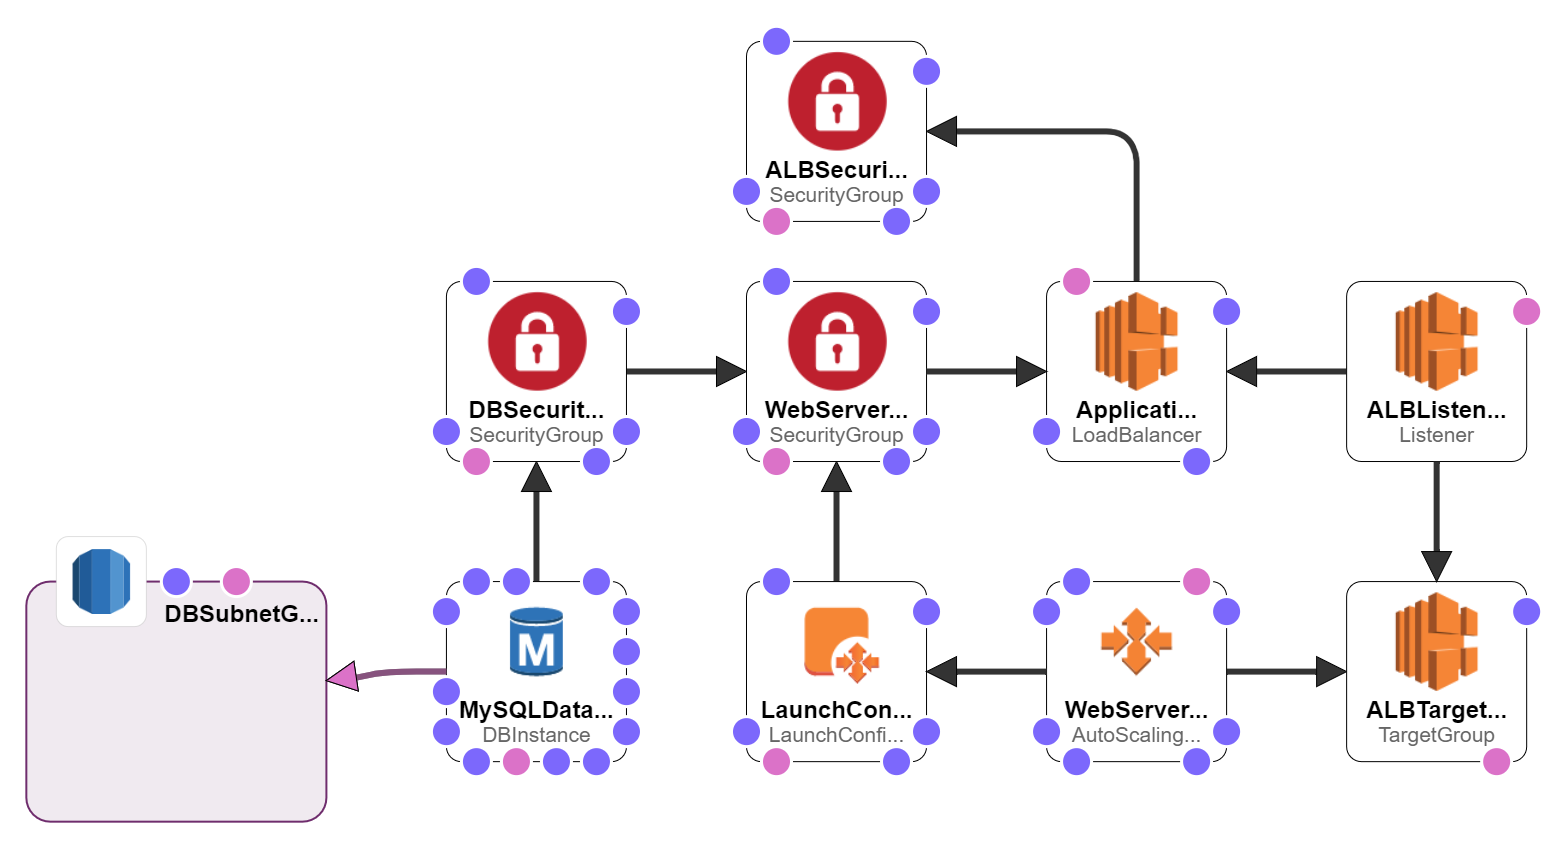 ALBSecuri...
SecurityGroup
DBSecurit...
SecurityGroup
WebServer...
SecurityGroup
Applicati...
LoadBalancer
ALBListen...
Listener
DBSubnetG...
M
MySQLData...
DBInstance
LaunchCon...
LaunchConfi...
WebServer...
AutoScaling...
ALBTarget...
TargetGroup